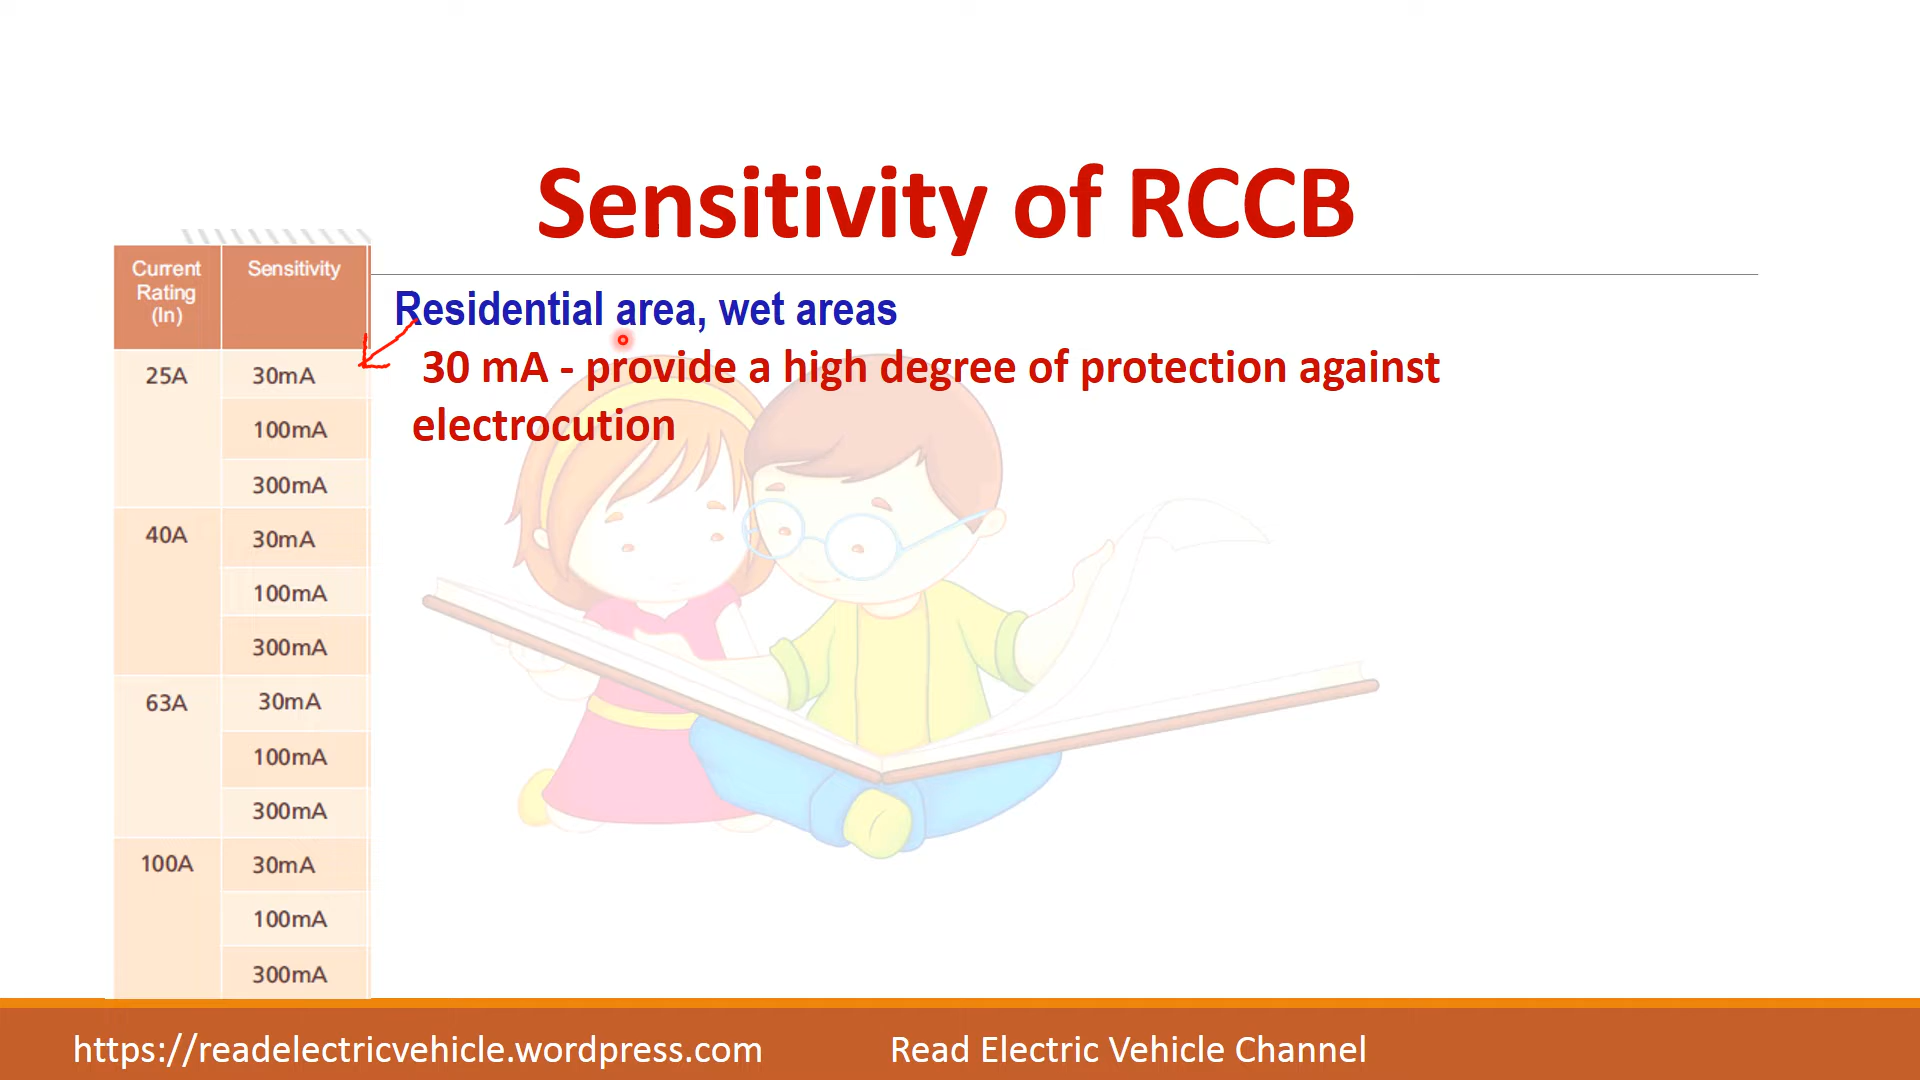 Sensitivity of RCCB
Current Sensitivity
Rating
(In)
25A 30mA
100mA
300mA
40A 30mA
100mA
300mA
63A 30mA
100mA
300mA
100A 30mA
100mA
300mA
Residential area, wet areas
30 mA - provide a high degree of protection against
electrocution
https://readelectricvehicle.wordpress.com Read Electric Vehicle Channel